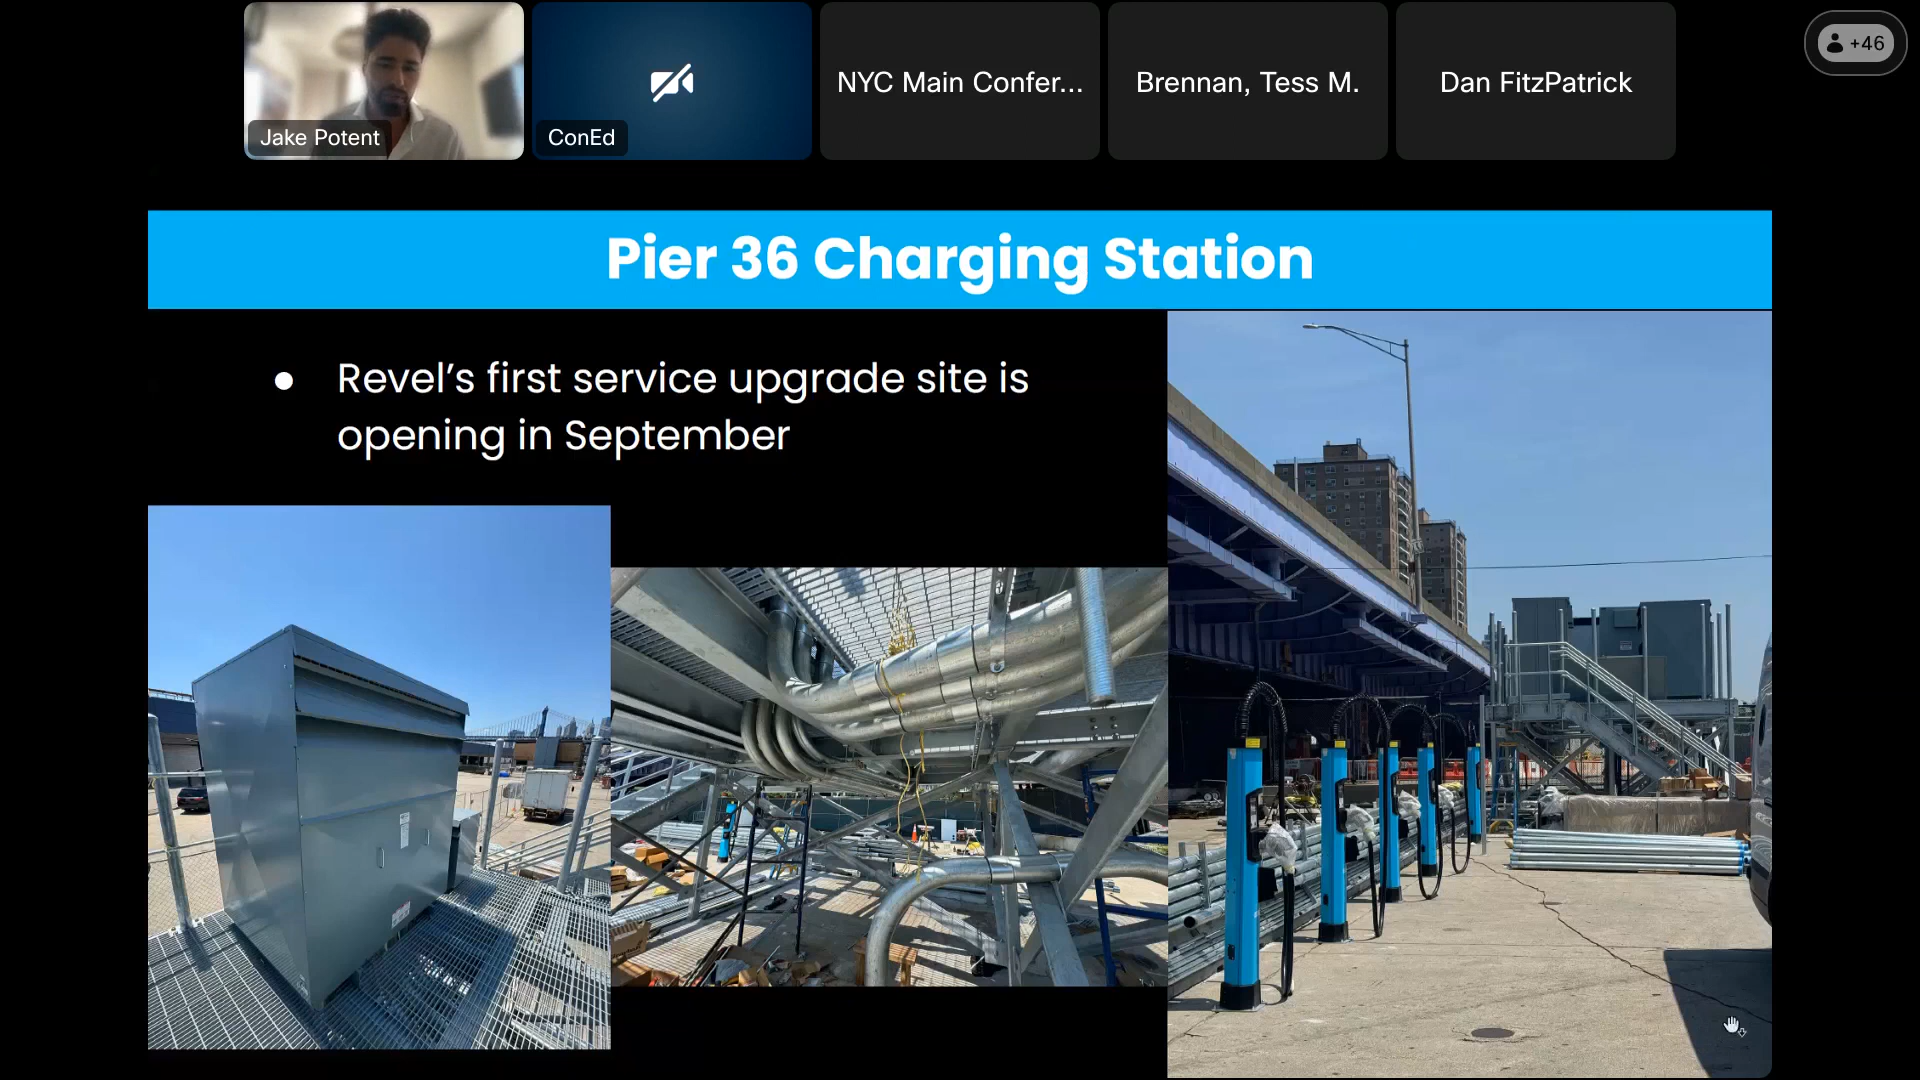 Jake Potent
ConEd
NYC Main Confer...
Brennan, Tess M.
Dan FitzPatrick
+46
Pier 36 Charging Station
● Revel’s first service upgrade site is
opening in September